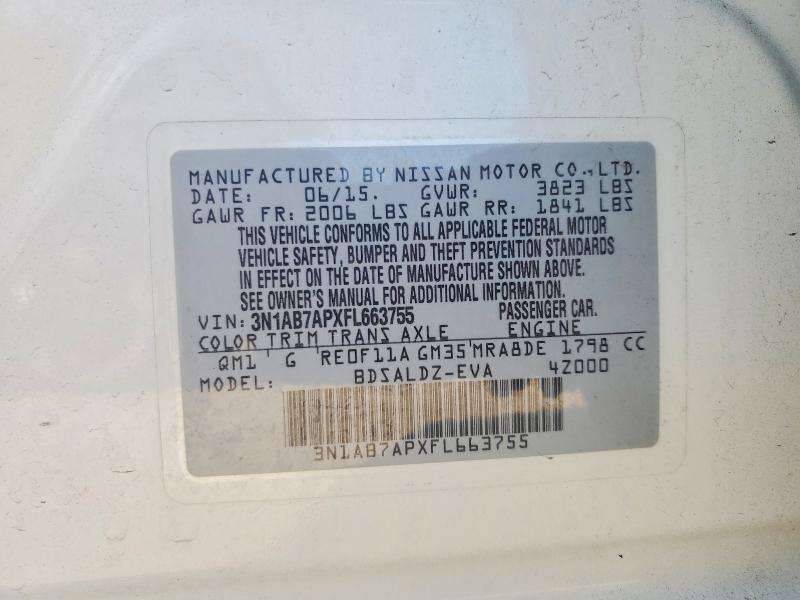 MANUFACTURED BY NISSAN MOTOR CO., LTD.
DATE: 06/15. GVWR: 3823 LBS
GAWR FR: 2006 LBS GAWR RR: 1841 LBS
THIS VEHICLE CONFORMS TO ALL APPLICABLE FEDERAL MOTOR
VEHICLE SAFETY, BUMPER AND THEFT PREVENTION STANDARDS
IN EFFECT ON THE DATE OF MANUFACTURE SHOWN ABOVE.
SEE OWNER'S MANUAL FOR ADDITIONAL INFORMATION.
VIN: 3N1AB7APXFL663755 PASSENGER CAR.
COLOR TRIM TRANS AXLE ENGINE
QM1 G RE0F11A GM35 MRA8DE 1798 CC
MODEL: BDSALDZ-EVA 4Z000
3N1AB7APXFL663755